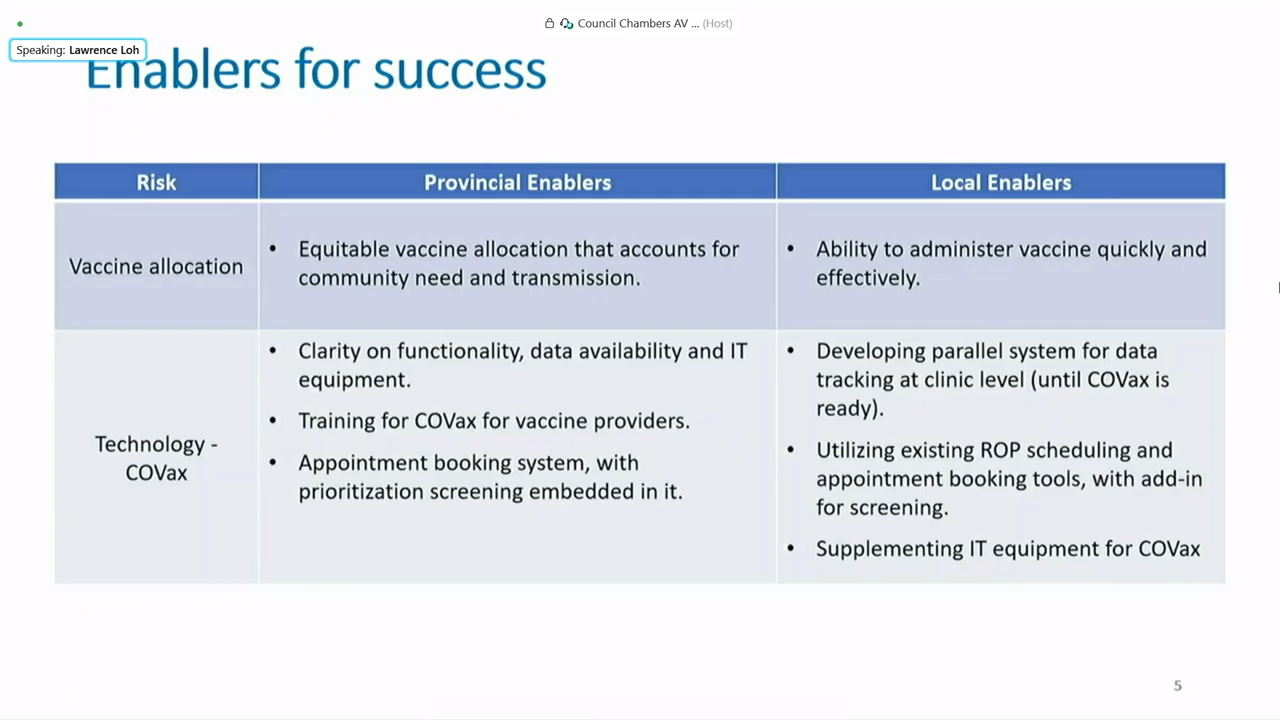 Council Chambers AV ... (Host)
Speaking: Lawrence Loh
Enablers for success
Risk
Provincial Enablers
Local Enablers
Vaccine allocation
• Equitable vaccine allocation that accounts for
community need and transmission.
• Ability to administer vaccine quickly and
effectively.
Technology -
COVax
• Clarity on functionality, data availability and IT
equipment.
• Training for COVax for vaccine providers.
• Appointment booking system, with
prioritization screening embedded in it.
• Developing parallel system for data
tracking at clinic level (until COVax is
ready).
• Utilizing existing ROP scheduling and
appointment booking tools, with add-in
for screening.
• Supplementing IT equipment for COVax
5